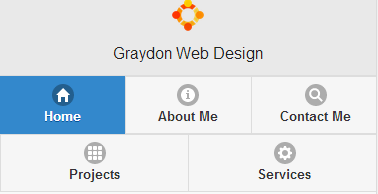 Graydon Web Design
Home About Me Contact Me
Projects Services